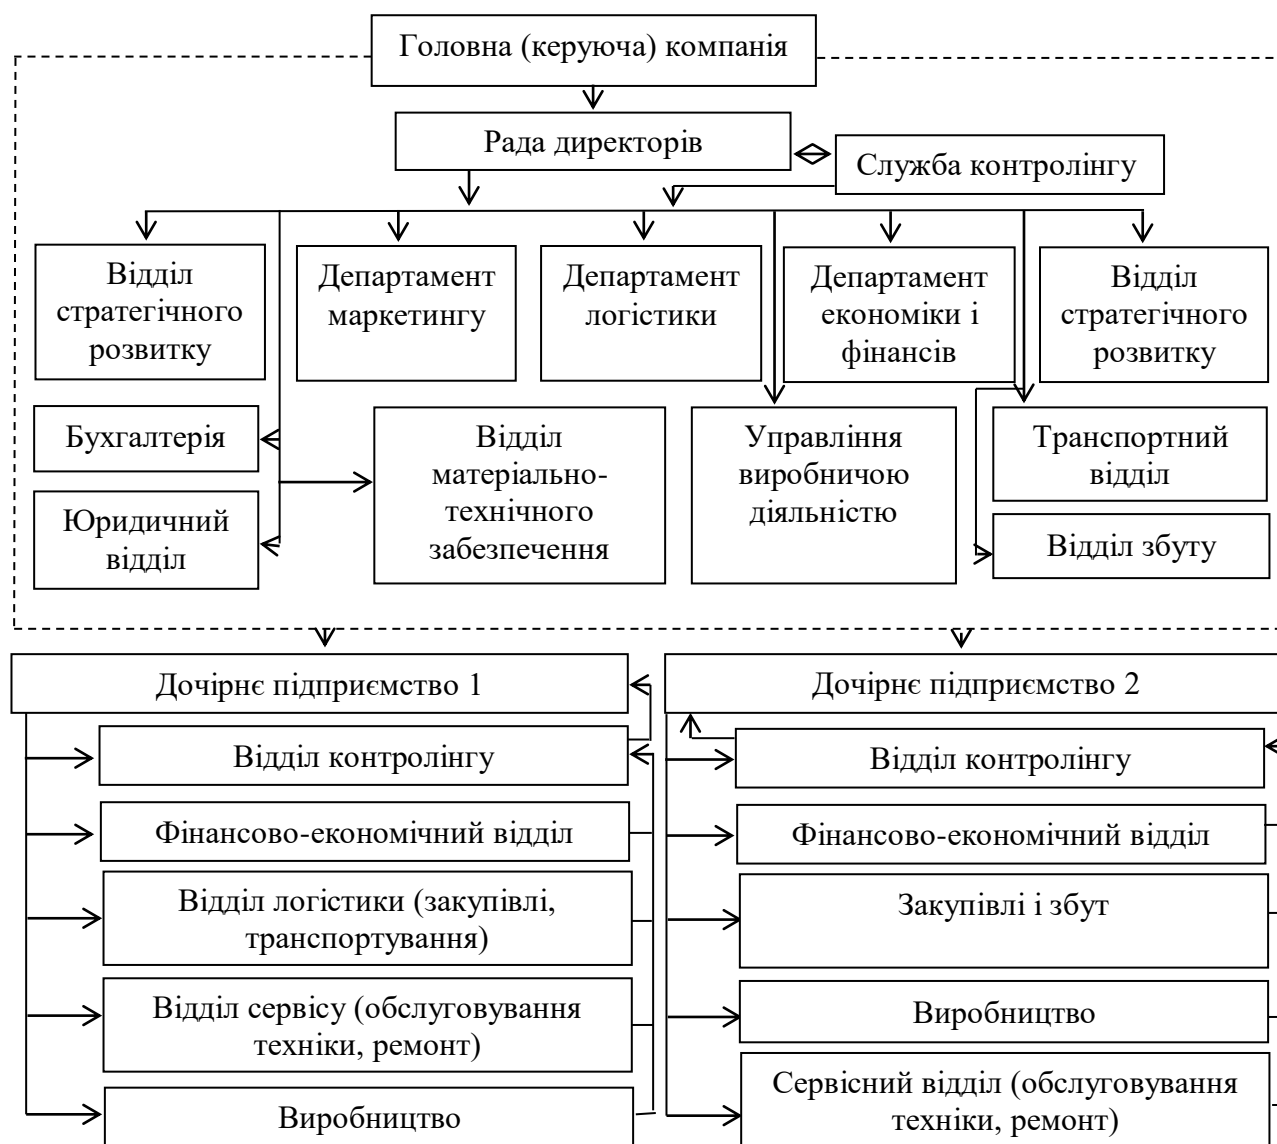 Головна (керуюча) компанія
Рада директорів
Служба контролінгу
Відділ
стратегічного
розвитку
Департамент
маркетингу
Департамент
логістики
Департамент
економіки і
фінансів
Відділ
стратегічного
розвитку
Бухгалтерія
Юридичний
відділ
Відділ
матеріально-
технічного
забезпечення
Управління
виробничою
діяльністю
Транспортний
відділ
Відділ збуту
Дочірнє підприємство 1
Відділ контролінгу
Фінансово-економічний відділ
Відділ логістики (закупівлі,
транспортування)
Відділ сервісу (обслуговування
техніки, ремонт)
Виробництво
Дочірнє підприємство 2
Відділ контролінгу
Фінансово-економічний відділ
Закупівлі і збут
Виробництво
Сервісний відділ (обслуговування
техніки, ремонт)